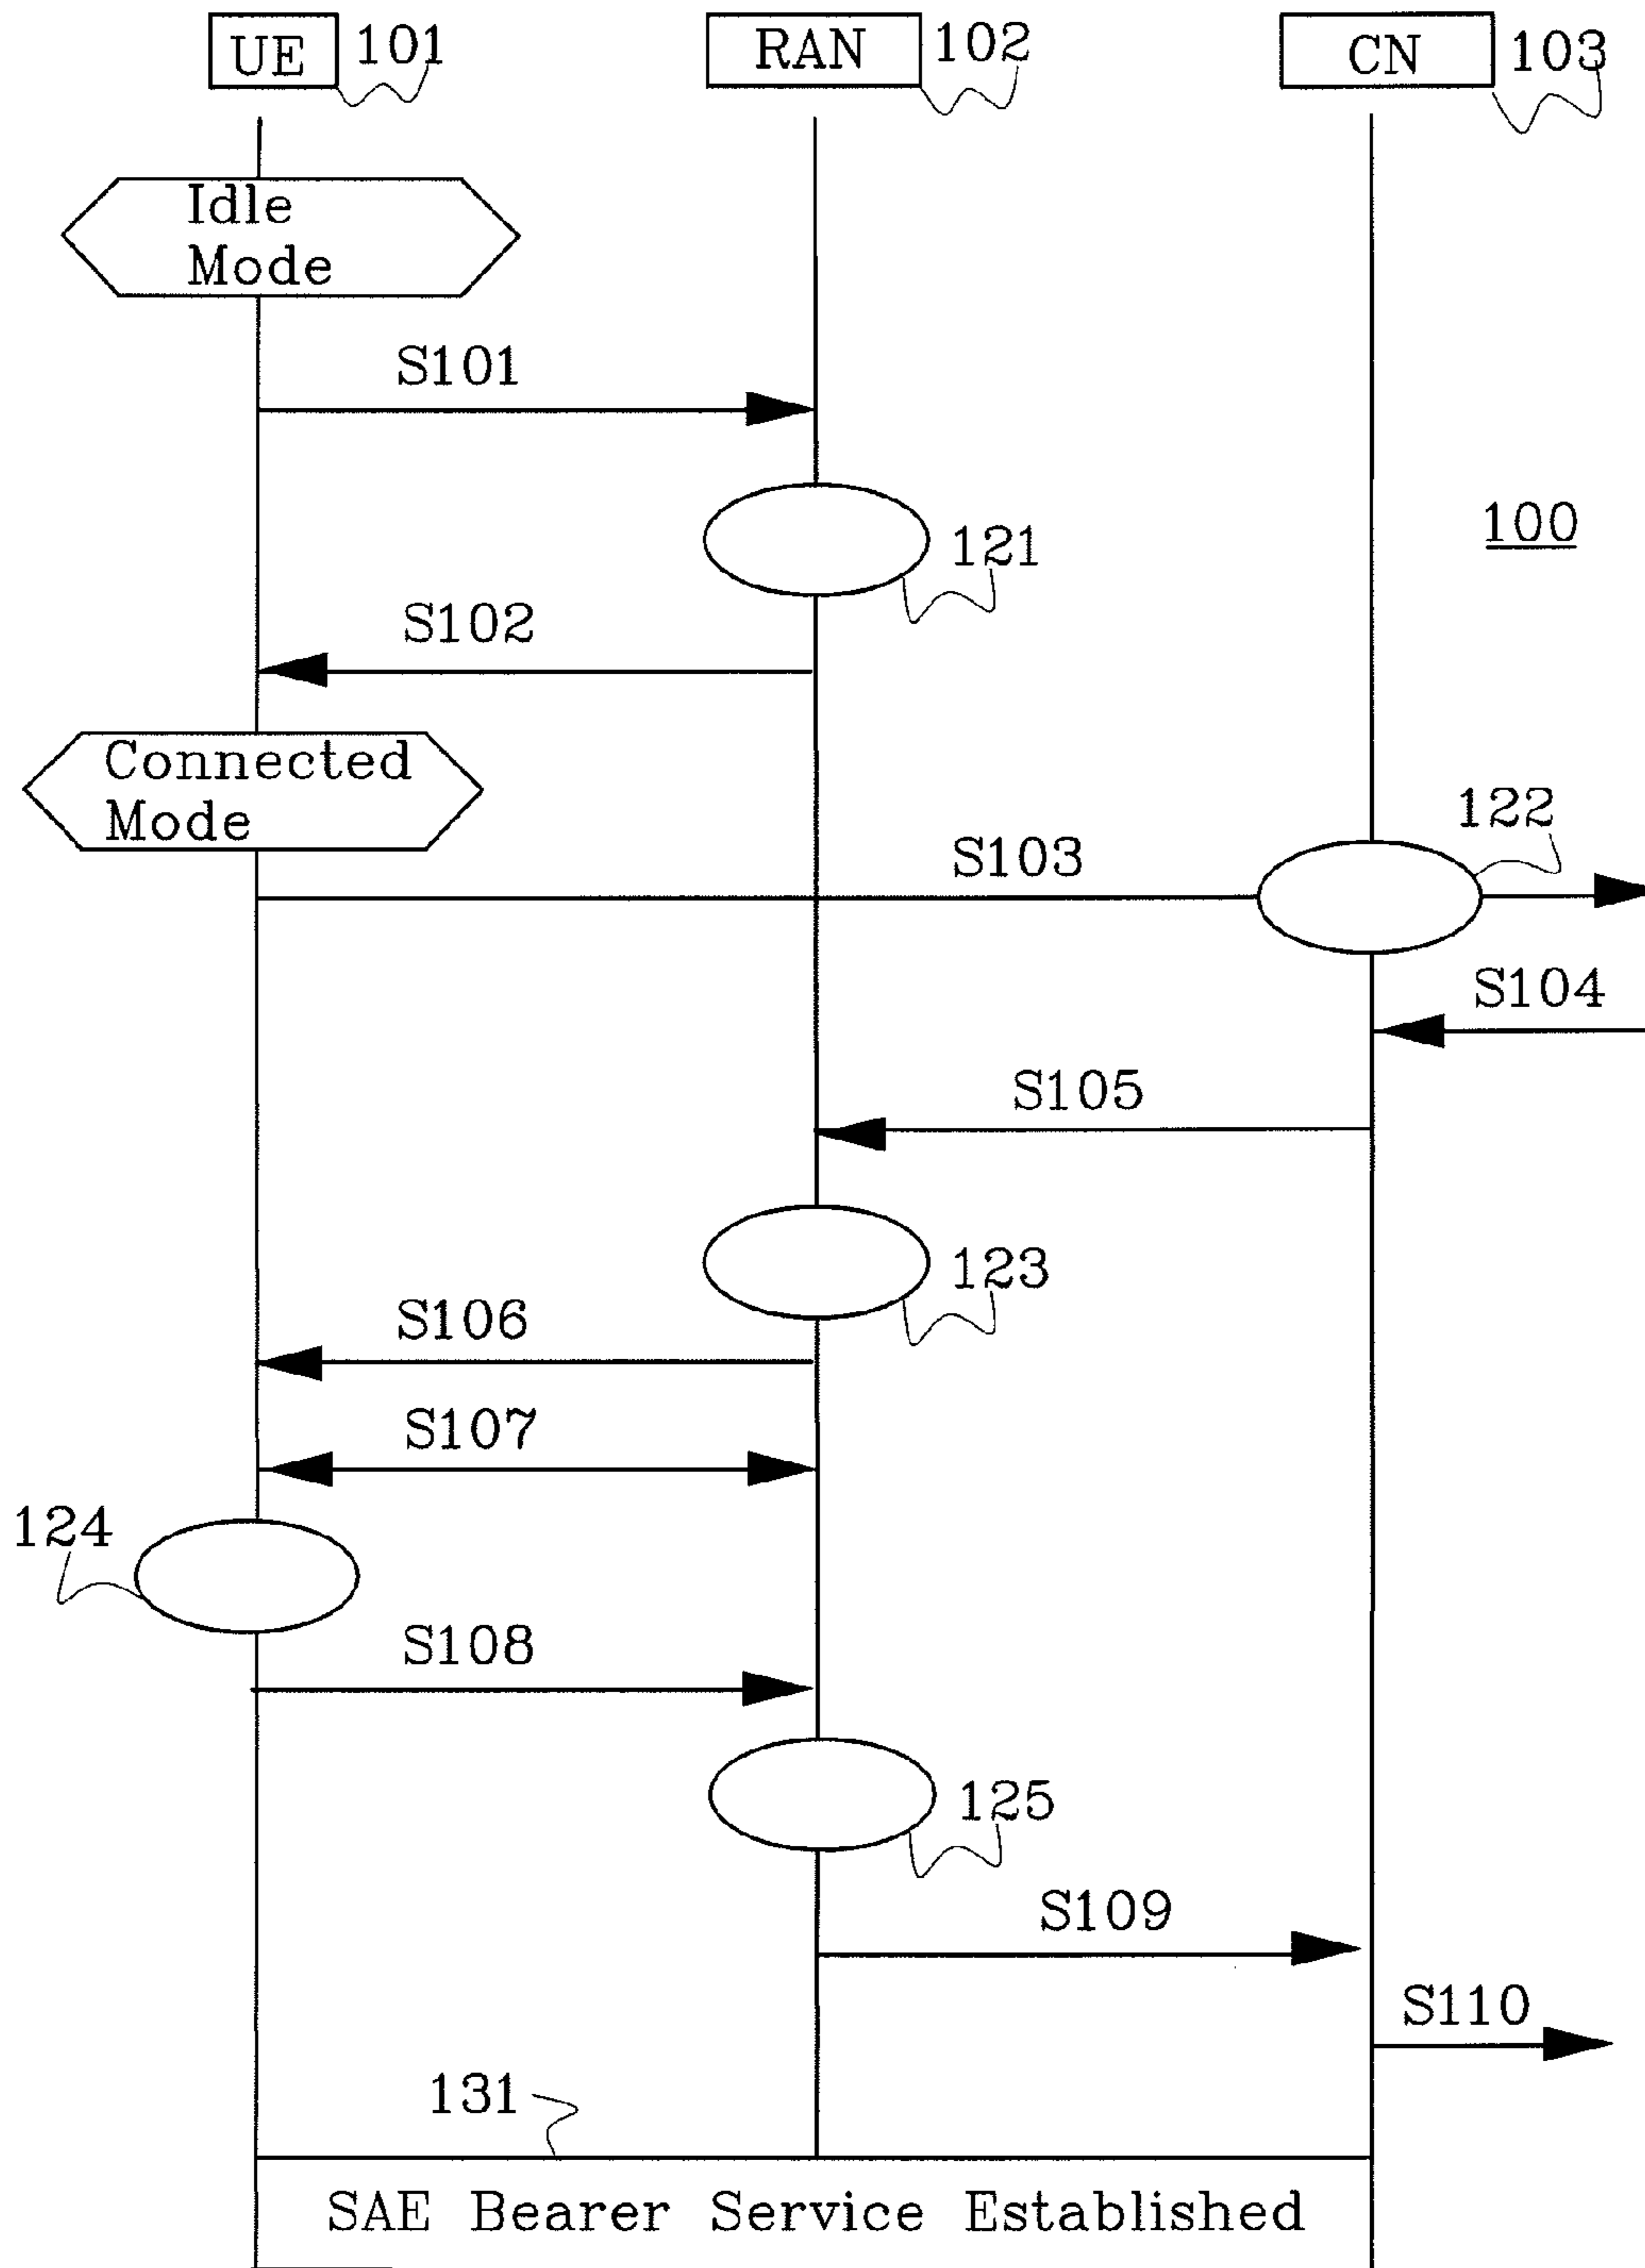 UE 101 RAN 102 CN 103
Idle
Mode
S101
100
121
S102
Connected
Mode
122
S103
S104
S105
123
S106
S107
124
S108
125
S109
S110
131
SAE Bearer Service Established